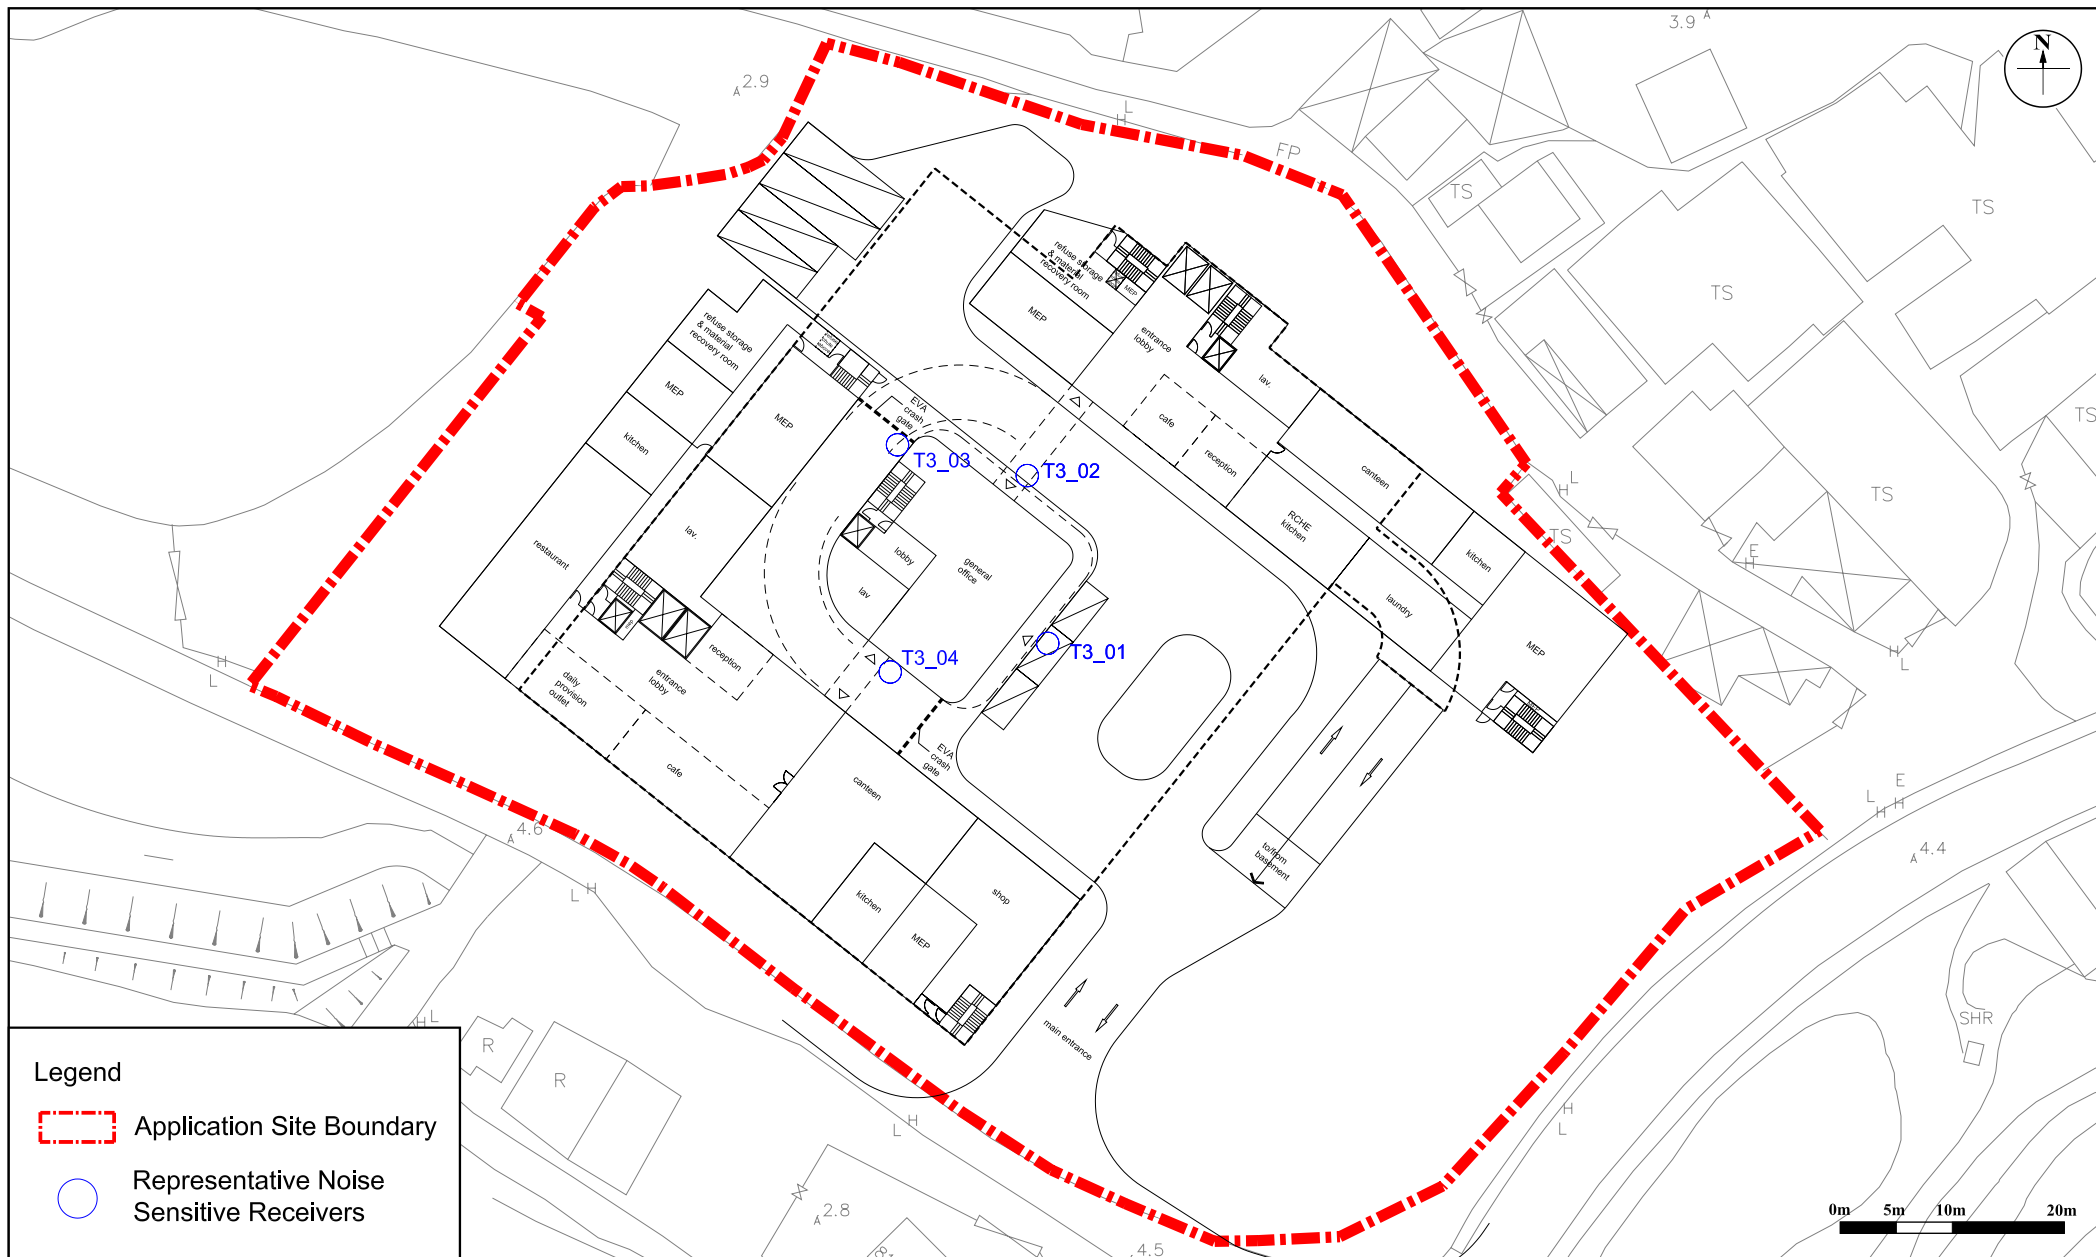 3.9
N
2.9
L
H
FP
TS
TS
TS
refuse storage
& material
recovery room
MEP
MEP
entrance
lobby
lav.
cafe
reception
canteen
RCHE
kitchen
kitchen
laundry
MEP
refuse storage
& material
recovery room
MEP
kitchen
restaurant
MEP
lav.
EVA
crash
gate
T3_03
T3_02
lobby
lav
general
office
T3_01
T3_04
reception
entrance
lobby
daily
provision
outlet
cafe
EVA
crash
gate
canteen
kitchen
MEP
shop
to/from
basement
main entrance
TS
TS
TS
H
L
E
H
H
L
E
L
H
H
4.4
SHR
H
L
H
L
4.6
L
H
H
L
R
R
L
H
2.8
4.5
Legend
Application Site Boundary
Representative Noise
Sensitive Receivers
0m 5m 10m 20m